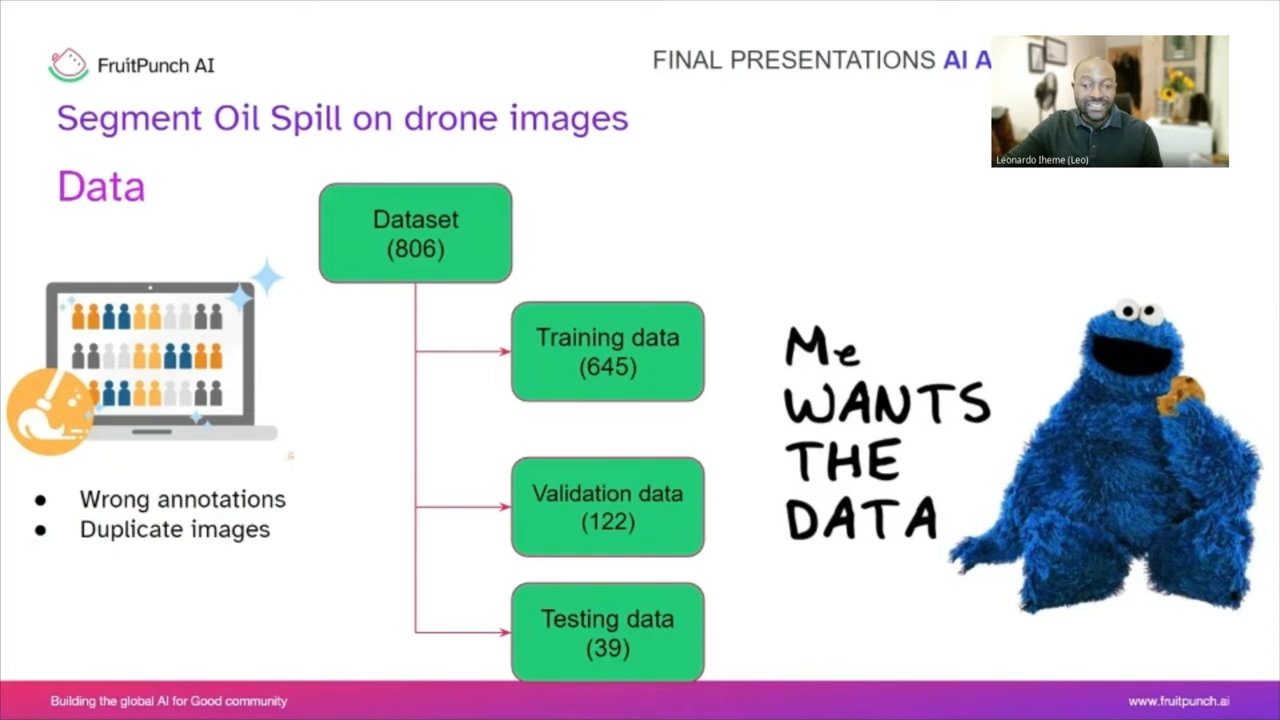 FruitPunch AI
FINAL PRESENTATIONS AI A
Segment Oil Spill on drone images
Leonardo Iheme (Leo)
Data
Dataset
(806)
Training data
(645)
Validation data
(122)
Testing data
(39)
Wrong annotations
Duplicate images
Me
WANTS
THE
DATA
Building the global AI for Good community
www.fruitpunch.ai